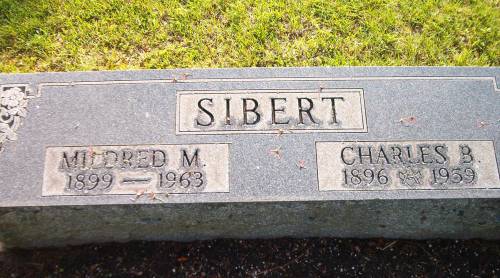 SIBERT
MILDRED M.
1899 — 1963
CHARLES B.
1896 1959